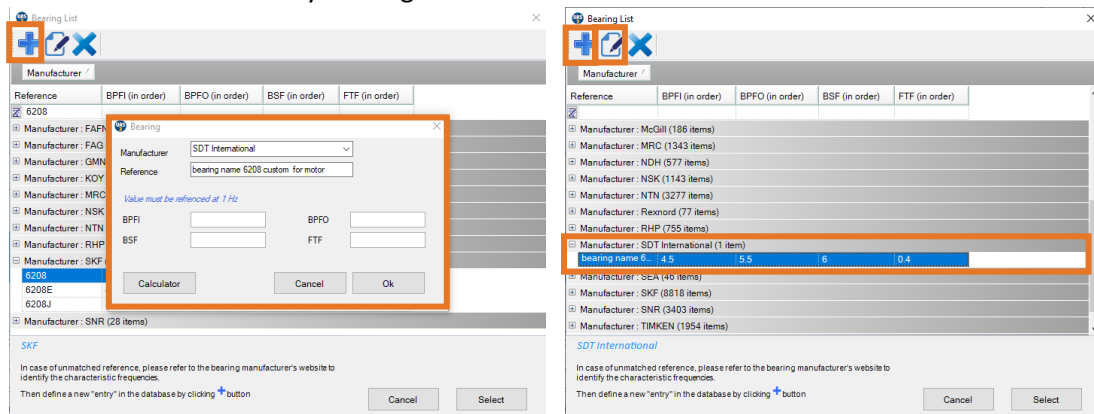 Bearing List
Manufacturer
Reference BPFI (in order) BPFO (in order) BSF (in order) FTF (in order)
6208
Manufacturer : FAFN
Manufacturer : FAG
Manufacturer : GMN
Manufacturer : KOY
Manufacturer : MRC
Manufacturer : NSK
Manufacturer : NTN
Manufacturer : RHP
Manufacturer : SKF
6208
6208E
6208J
Manufacturer : SNR (28 items)
Bearing
Manufacturer SDT International
Reference bearing name 6208 custom for motor
Value must be refrenced at 1 Hz
BPFI BPFO
BSF FTF
Calculator Cancel Ok
SKF
In case of unmatched reference, please refer to the bearing manufacturer's website to
identify the characteristic frequencies.
Then define a new "entry" in the database by clicking + button
Cancel Select
Bearing List
Manufacturer
Reference BPFI (in order) BPFO (in order) BSF (in order) FTF (in order)
Manufacturer : McGill (186 items)
Manufacturer : MRC (1343 items)
Manufacturer : NDH (577 items)
Manufacturer : NSK (1143 items)
Manufacturer : NTN (3277 items)
Manufacturer : Rexnord (77 items)
Manufacturer : RHP (755 items)
Manufacturer : SDT International (1 item)
bearing name 6... 4.5 5.5 6 0.4
Manufacturer : SEA (46 items)
Manufacturer : SKF (8818 items)
Manufacturer : SNR (3403 items)
Manufacturer : TIMKEN (1954 items)
SDT International
In case of unmatched reference, please refer to the bearing manufacturer's website to
identify the characteristic frequencies.
Then define a new "entry" in the database by clicking + button
Cancel Select